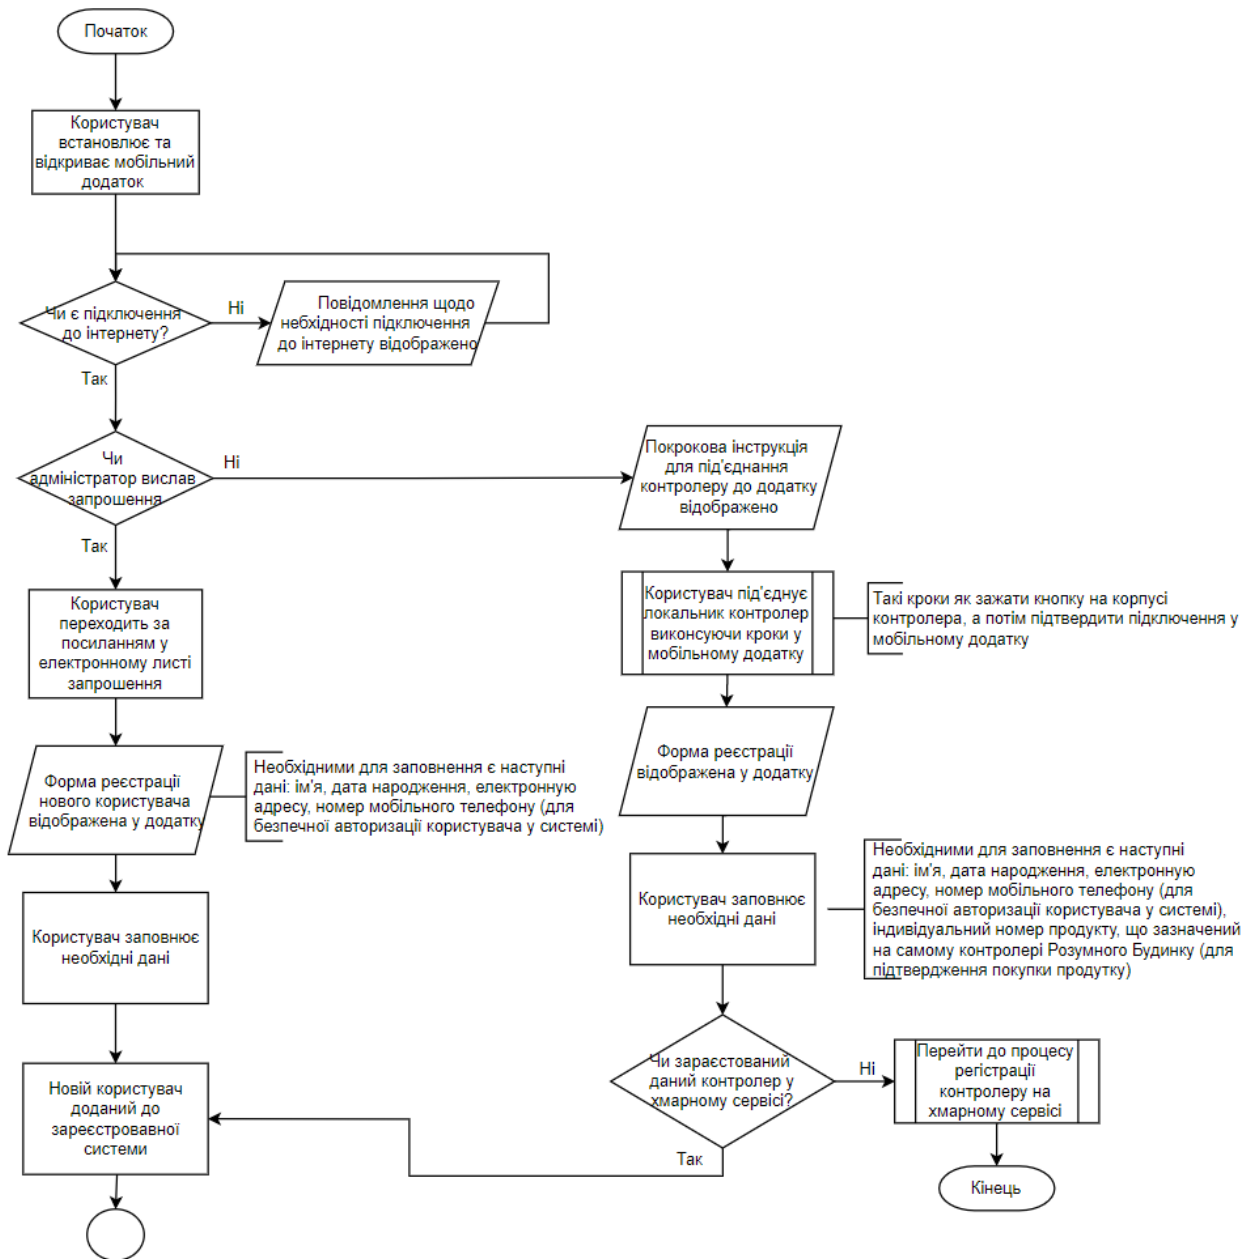 Початок
Користувач
встановлює та
відкриває мобільний
додаток
Чи є підключення
до інтернету?
Ні
Повідомлення щодо
небхідності підключення
до інтернету відображено
Так
Чи
адміністратор вислав
запрошення
Ні
Покрокова інструкція
для під'єднання
контролеру до додатку
відображено
Так
Користувач
переходить за
посиланням у
електронному листі
запрошення
Користувач під'єднує
локальник контролер
виконсуючи кроки у
мобільному додатку
Такі кроки як зажати кнопку на корпусі
контролера, а потім підтвердити підключення у
мобільному додатку
Форма реєстрації
нового користувача
відображена у додатку
Необхідними для заповнення є наступні
дані: ім'я, дата народження, електронную
адресу, номер мобільного телефону (для
безпечної авторизації користувача у системі)
Форма реєстрації
відображена у додатку
Користувач заповнює
необхідні дані
Користувач заповнює
необхідні дані
Необхідними для заповнення є наступні
дані: ім'я, дата народження, електронную
адресу, номер мобільного телефону (для
безпечної авторизації користувача у системі),
індивідуальний номер продукту, що зазначений
на самому контролері Розумного Будинку (для
підтвердження покупки продутку)
Новій користувач
доданий до
зареєстровавної
системи
Чи зараєстований
даний контролер у
хмарному сервісі?
Ні
Перейти до процесу
регістрації
контролеру на
хмарному сервісі
Так
Кінець